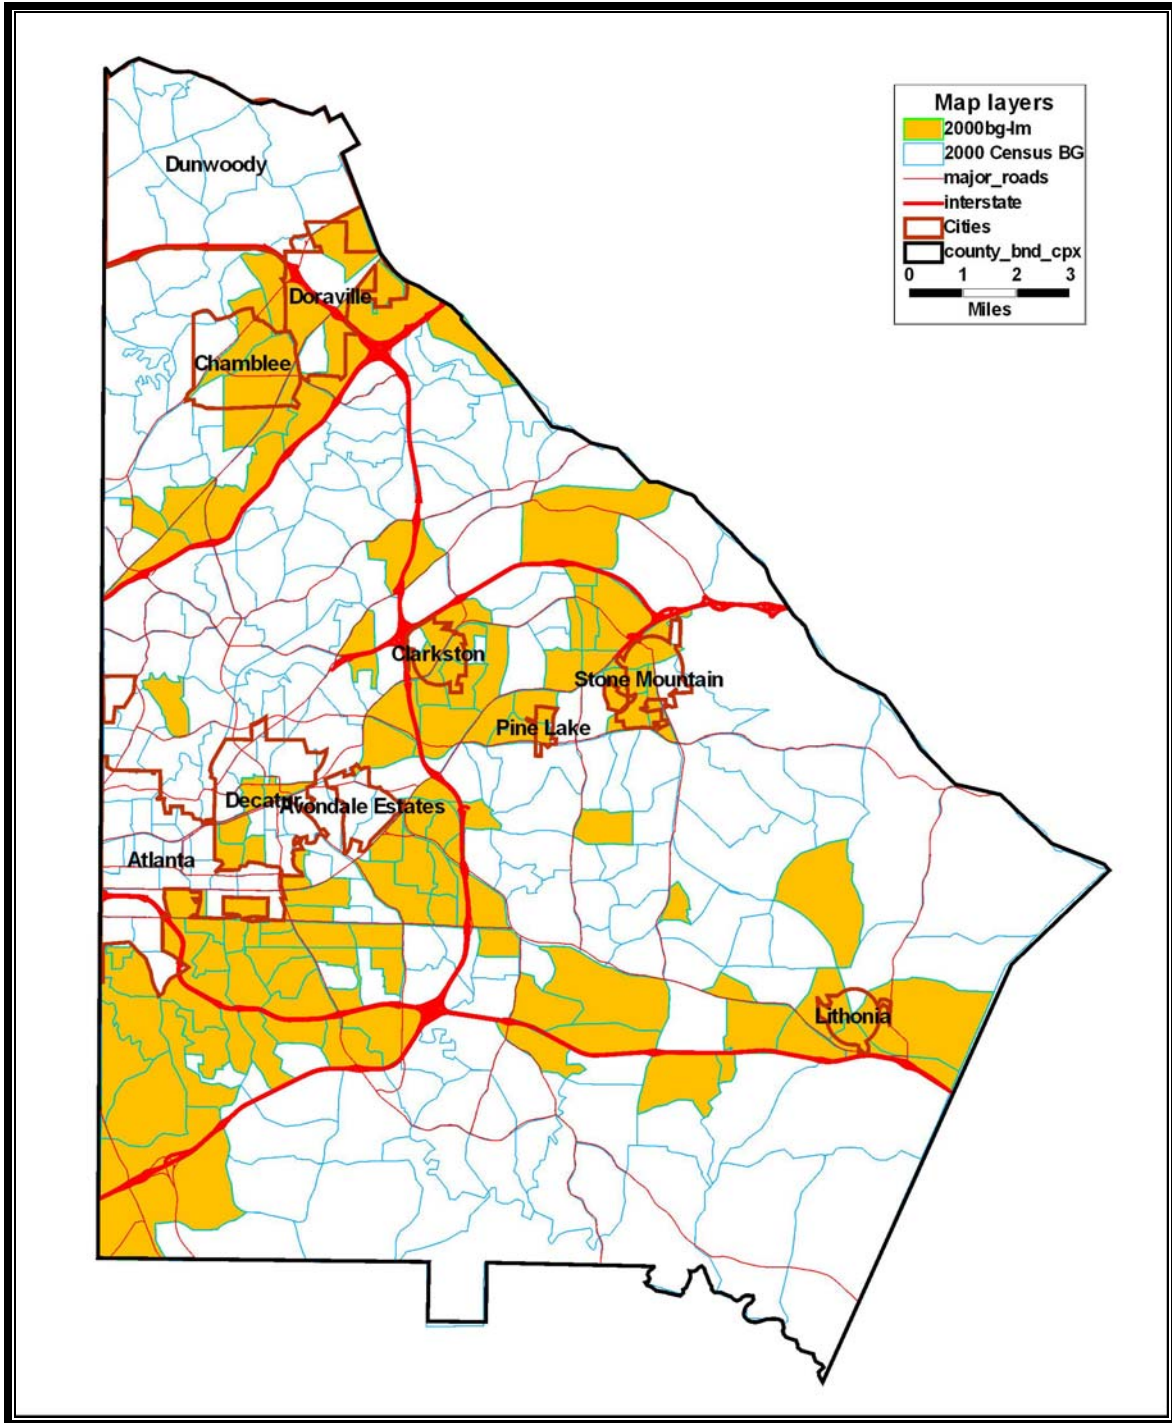 Map layers
2000bg-lm
2000 Census BG
major_roads
interstate
Cities
county_bnd_cpx
0 1 2 3
Miles
Dunwoody
Doraville
Chamblee
Clarkston
Stone Mountain
Pine Lake
Decatur
Avondale Estates
Atlanta
Lithonia